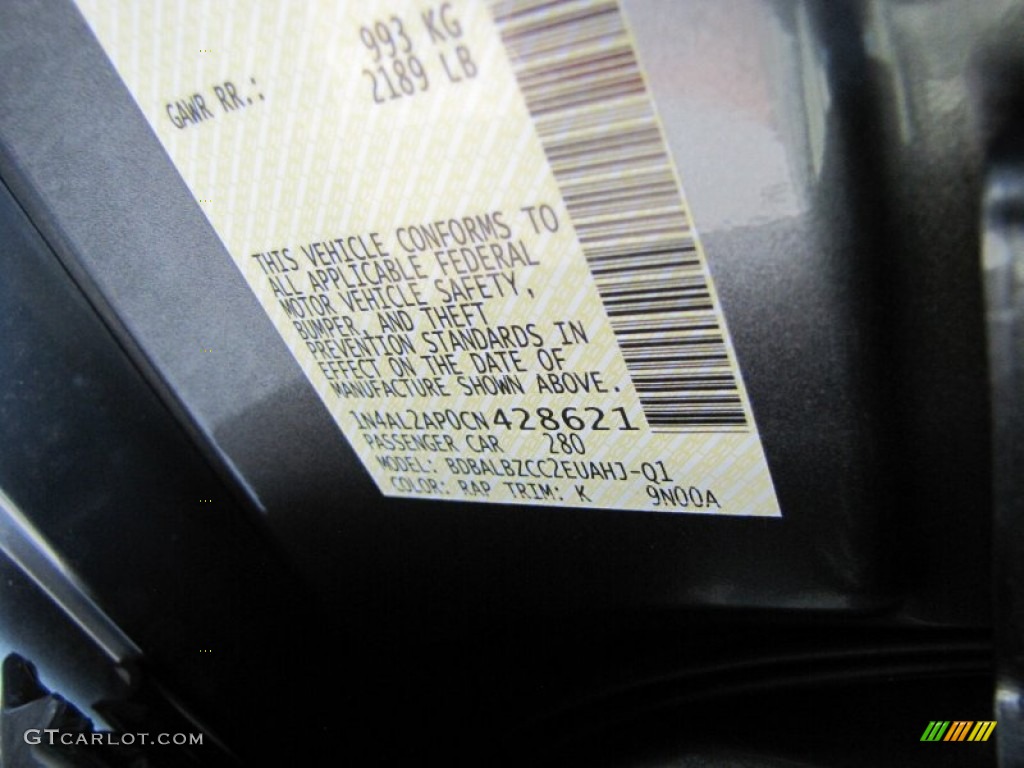 993 KG
GAWR RR.: 2189 LB
THIS VEHICLE CONFORMS TO
ALL APPLICABLE FEDERAL
MOTOR VEHICLE SAFETY,
BUMPER, AND THEFT
PREVENTION STANDARDS IN
EFFECT ON THE DATE OF
MANUFACTURE SHOWN ABOVE.
1N4AL2AP0CN428621
PASSENGER CAR 280
MODEL: BDBALBZCC2EUAHJ-Q1
COLOR: RAP TRIM: K 9N00A
GTCARLOT.COM